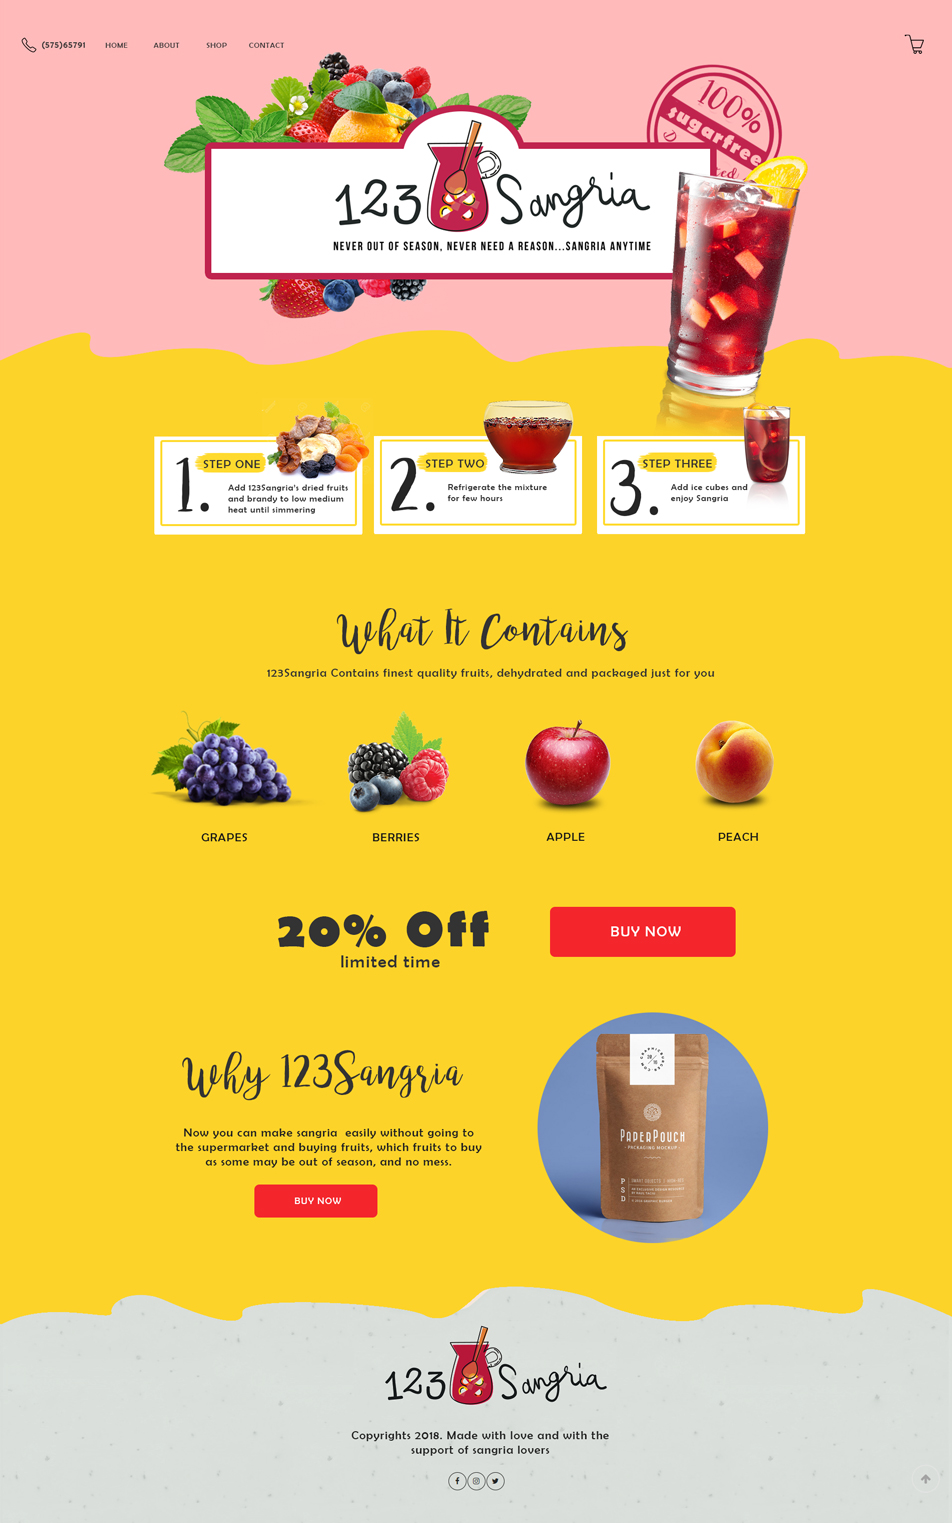 (575)65791
HOME
ABOUT
SHOP
CONTACT
100%
sugarfree
123 Sangria
NEVER OUT OF SEASON, NEVER NEED A REASON...SANGRIA ANYTIME
1.
STEP ONE
Add 123Sangria's dried fruits
and brandy to low medium
heat until simmering
2.
STEP TWO
Refrigerate the mixture
for few hours
3.
STEP THREE
Add ice cubes and
enjoy Sangria
What It Contains
123Sangria Contains finest quality fruits, dehydrated and packaged just for you
GRAPES
BERRIES
APPLE
PEACH
20% Off
limited time
BUY NOW
Why 123Sangria
Now you can make sangria easily without going to
the supermarket and buying fruits, which fruits to buy
as some may be out of season, and no mess.
BUY NOW
PAPERPOUCH
PACKAGING MOCKUP
PSD
123 Sangria
Copyrights 2018. Made with love and with the
support of sangria lovers